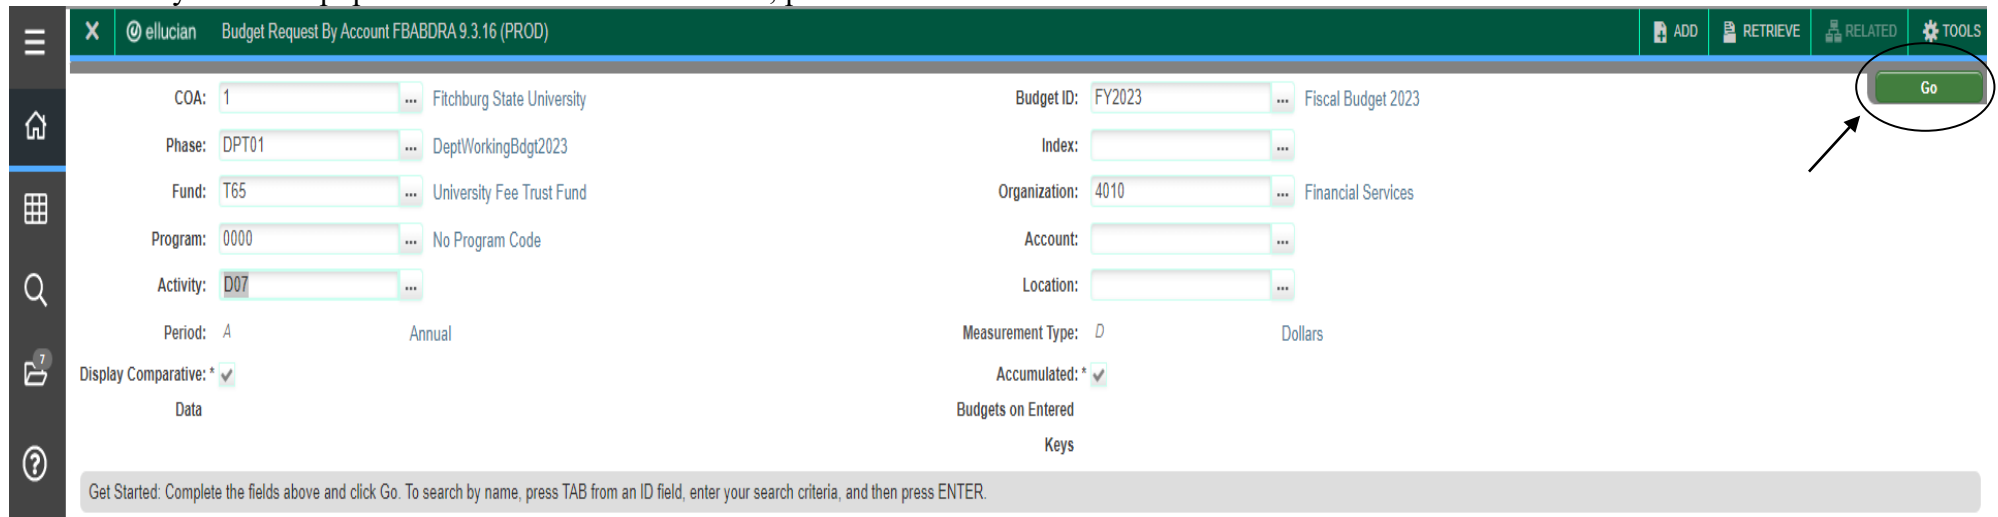 ellucian Budget Request By Account FBABDRA 9.3.16 (PROD) ADD RETRIEVE RELATED TOOLS
Go
COA: 1 ... Fitchburg State University Budget ID: FY2023 ... Fiscal Budget 2023
Phase: DPT01 ... DeptWorkingBdgt2023 Index: ...
Fund: T65 ... University Fee Trust Fund Organization: 4010 ... Financial Services
Program: 0000 ... No Program Code Account: ...
Activity: D07 ... Location: ...
Period: A Annual Measurement Type: D Dollars
7
Display Comparative: * Accumulated: *
Data Budgets on Entered
Keys
Get Started: Complete the fields above and click Go. To search by name, press TAB from an ID field, enter your search criteria, and then press ENTER.